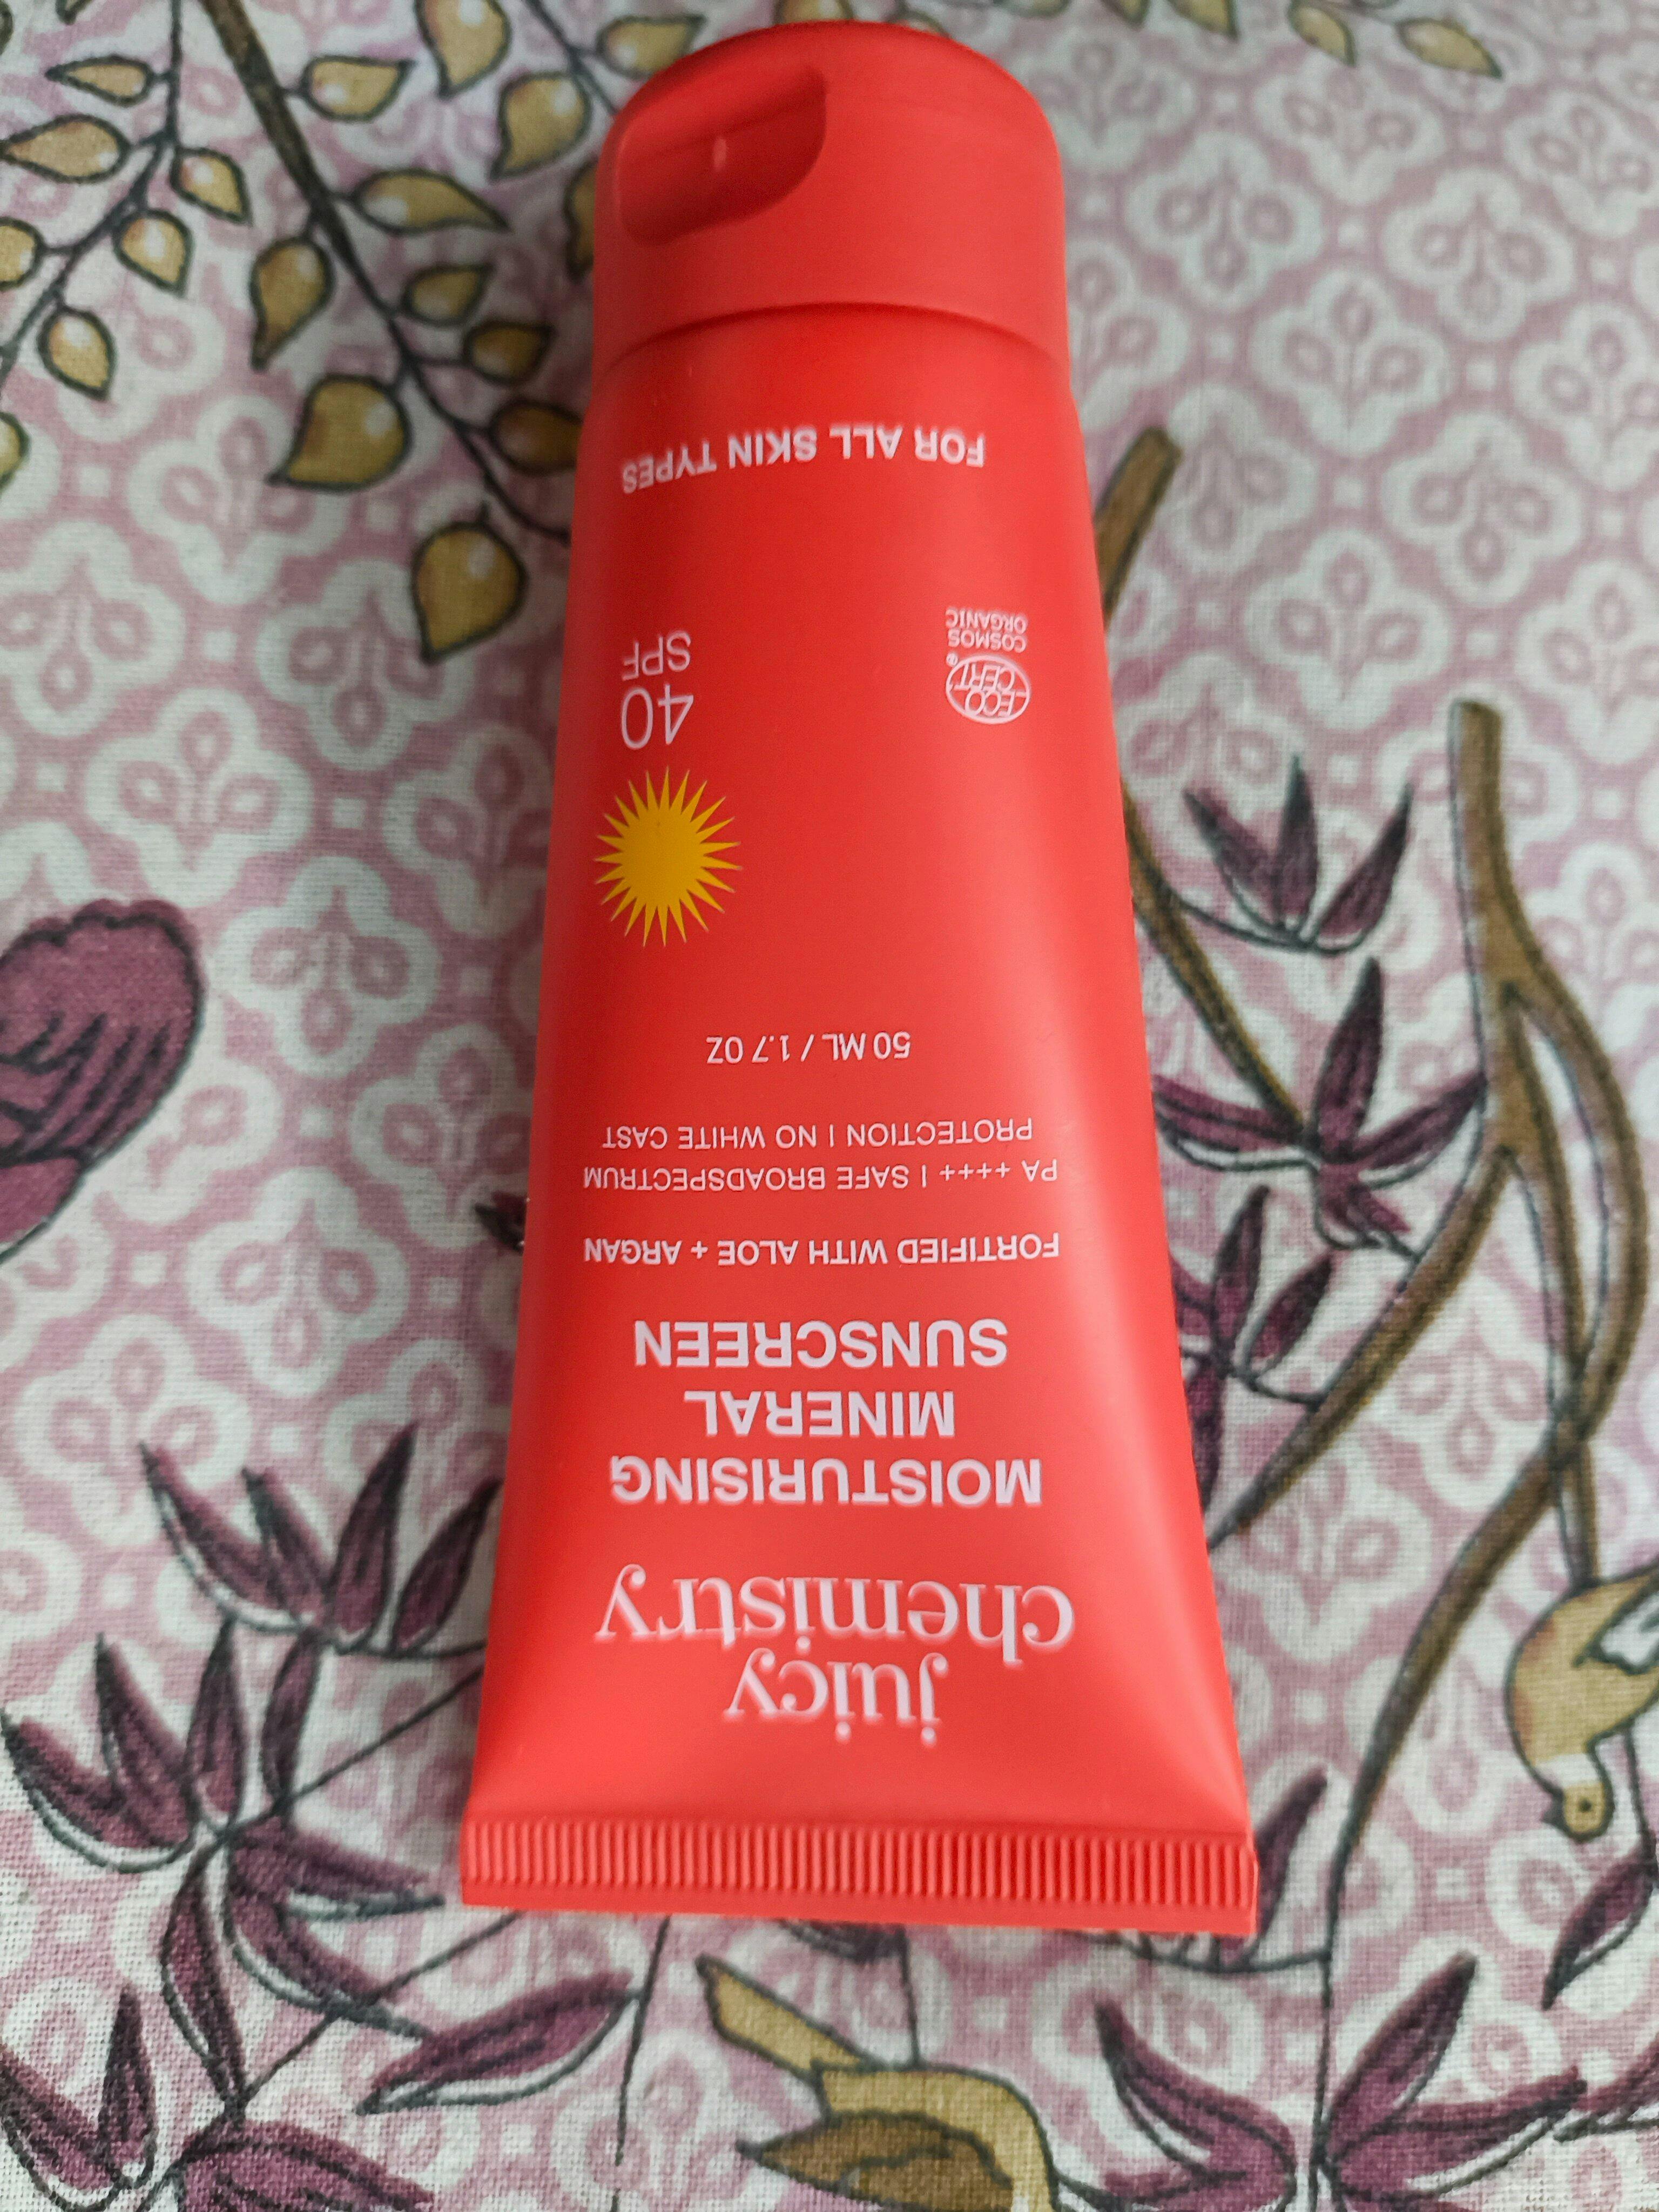 juicy
chemistry
MOISTURISING
MINERAL
SUNSCREEN
FORTIFIED WITH ALOE + ARGAN
PA ++++ | SAFE BROADSPECTRUM
PROTECTION | NO WHITE CAST
50 ML / 1.7 OZ
40
SPF
ECO
CERT
®
COSMOS
ORGANIC
FOR ALL SKIN TYPES